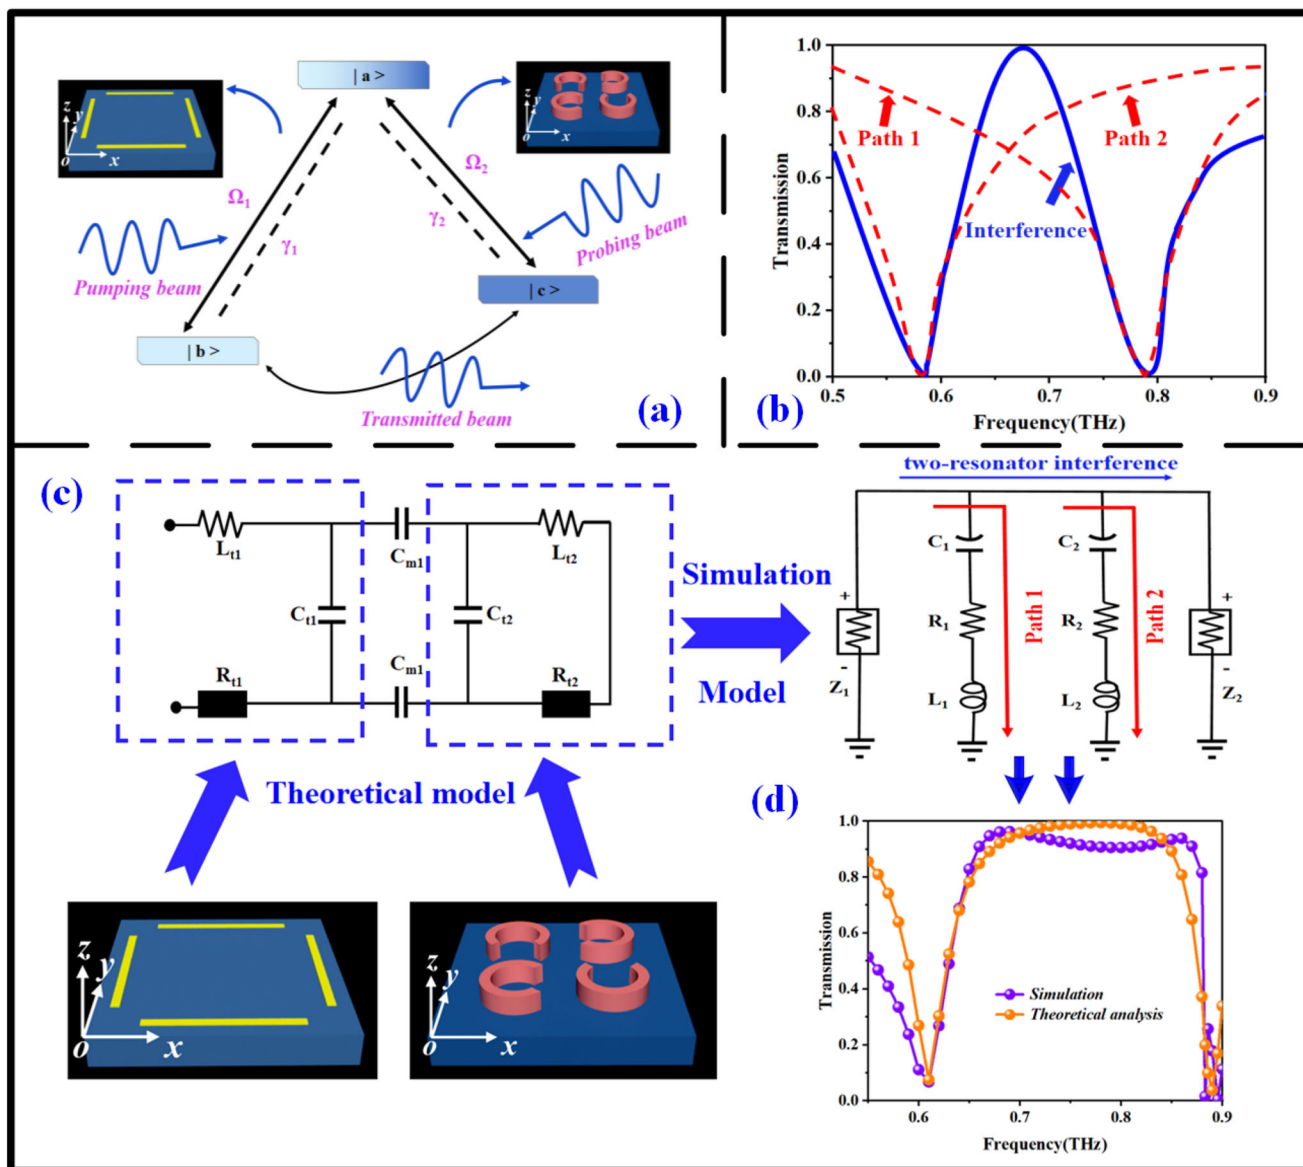 | a >
z
y
o
x
z
y
o
x
Ω1
γ1
Ω2
γ2
Pumping beam
Probing beam
| c >
| b >
Transmitted beam
(a)
1.0
0.8
0.6
0.4
0.2
0.0
Transmission
Path 1
Path 2
Interference
0.5
0.6
0.7
0.8
0.9
Frequency(THz)
(b)
(c)
Lt1
Cm1
Lt2
Ct1
Ct2
Rt1
Cm1
Rt2
Simulation
Model
Theoretical model
two-resonator interference
C1
C2
+
+
R1
Path 1
R2
Path 2
-
-
Z1
L1
L2
Z2
z
y
o
x
z
y
o
x
(d)
1.0
0.8
0.6
0.4
0.2
0.0
Transmission
Simulation
Theoretical analysis
0.6
0.7
0.8
0.9
Frequency(THz)